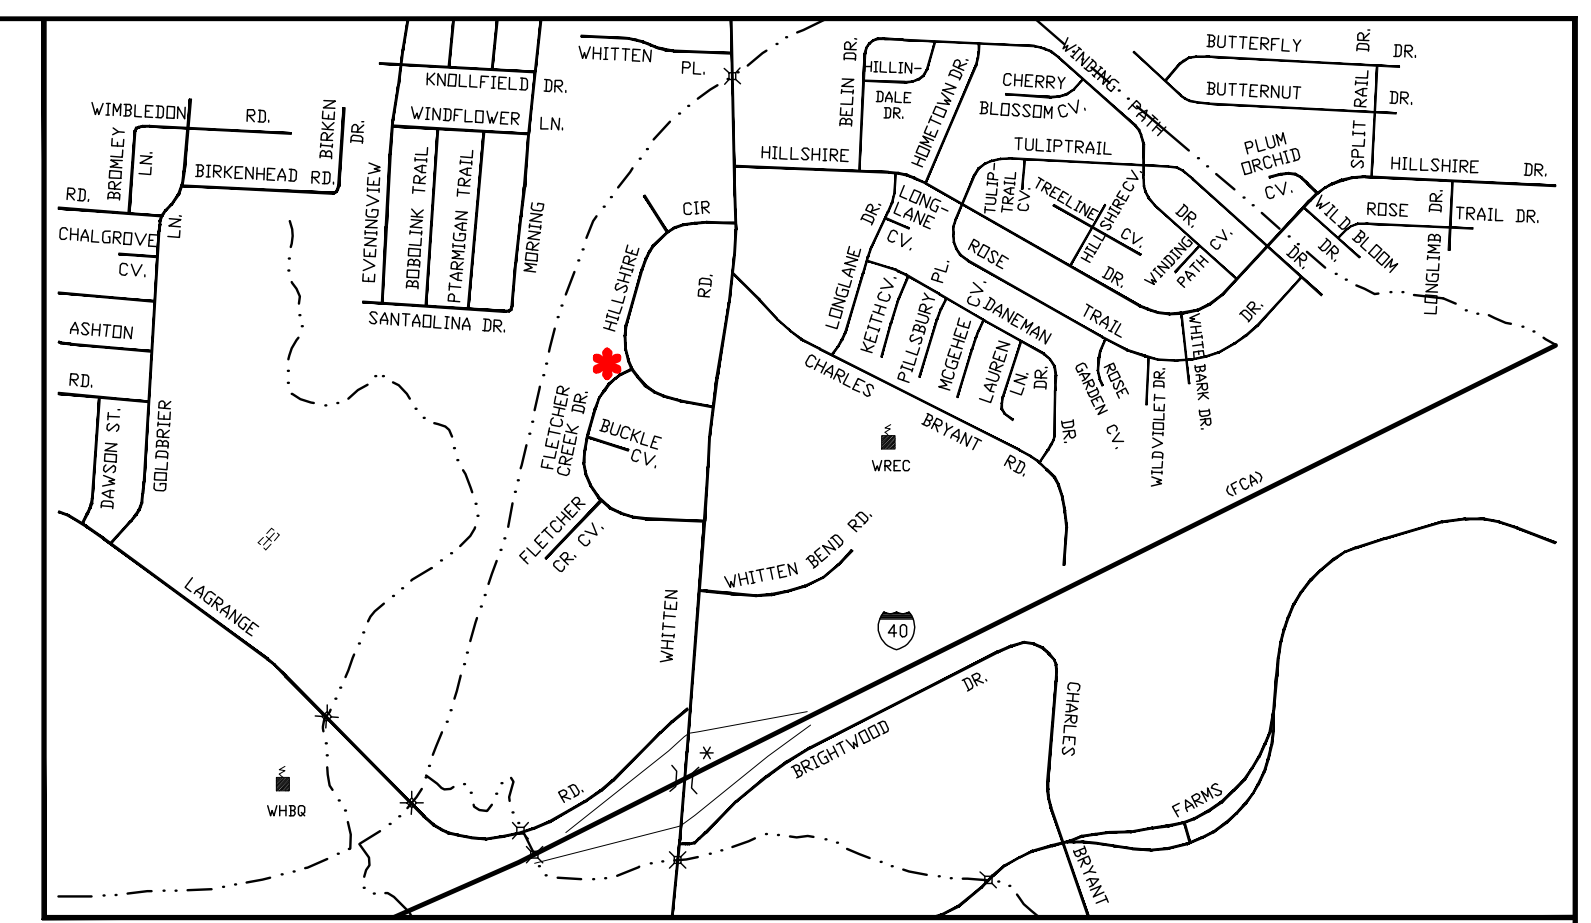 WHITTEN PL.
KNOLLFIELD DR.
WINDFLOWER LN.
WIMBLEDON RD.
BIRKEN DR.
BROMLEY LN.
BIRKENHEAD RD.
RD.
CHALGROVE CV.
LN.
ASHTON
RD.
DAWSON ST.
GOLDBRIER
EVENINGVIEW
BOBOLINK TRAIL
PTARMIGAN TRAIL
MORNING
SANTAOLINA DR.
CIR
HILLSHIRE
RD.
FLETCHER
CREEK DR.
BUCKLE
CV.
FLETCHER
CR. CV.
LAGRANGE
WHITTEN
WHITTEN BEND RD.
BELIN DR.
HILLIN-
DALE
DR.
HOMETOWN DR.
CHERRY
BLOSSOM CV.
WINDING PATH
BUTTERFLY DR.
DR.
BUTTERNUT DR.
SPLIT RAIL
HILLSHIRE
TULIPTRAIL
PLUM
ORCHID
CV.
HILLSHIRE DR.
TULIP-
TRAIL
CV.
TREELINE
CV.
HILLSHIRE CV.
LONG-
LANE
CV.
DR.
DR.
WINDING
PATH CV.
WILD BLOOM
DR.
DR.
ROSE TRAIL DR.
LONGLIMB DR.
LONGLANE
ROSE
TRAIL
DR.
DR.
KEITH CV.
PILLSBURY
PL.
MCGEHEE
CV.
DANEMAN
LAUREN
LN.
DR.
DR.
ROSE
GARDEN CV.
WILDVIOLET DR.
WHITE BARK DR.
CHARLES
BRYANT
RD.
WREC
(FCA)
40
DR.
BRIGHTWOOD
CHARLES
FARMS
BRYANT
RD.
WHBQ